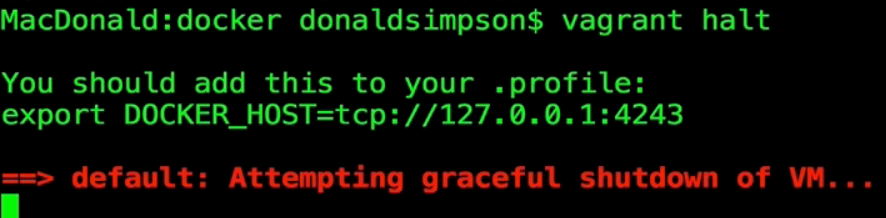 MacDonald:docker donaldsimpson$ vagrant halt
You should add this to your .profile:
export DOCKER_HOST=tcp://127.0.0.1:4243
==> default: Attempting graceful shutdown of VM...